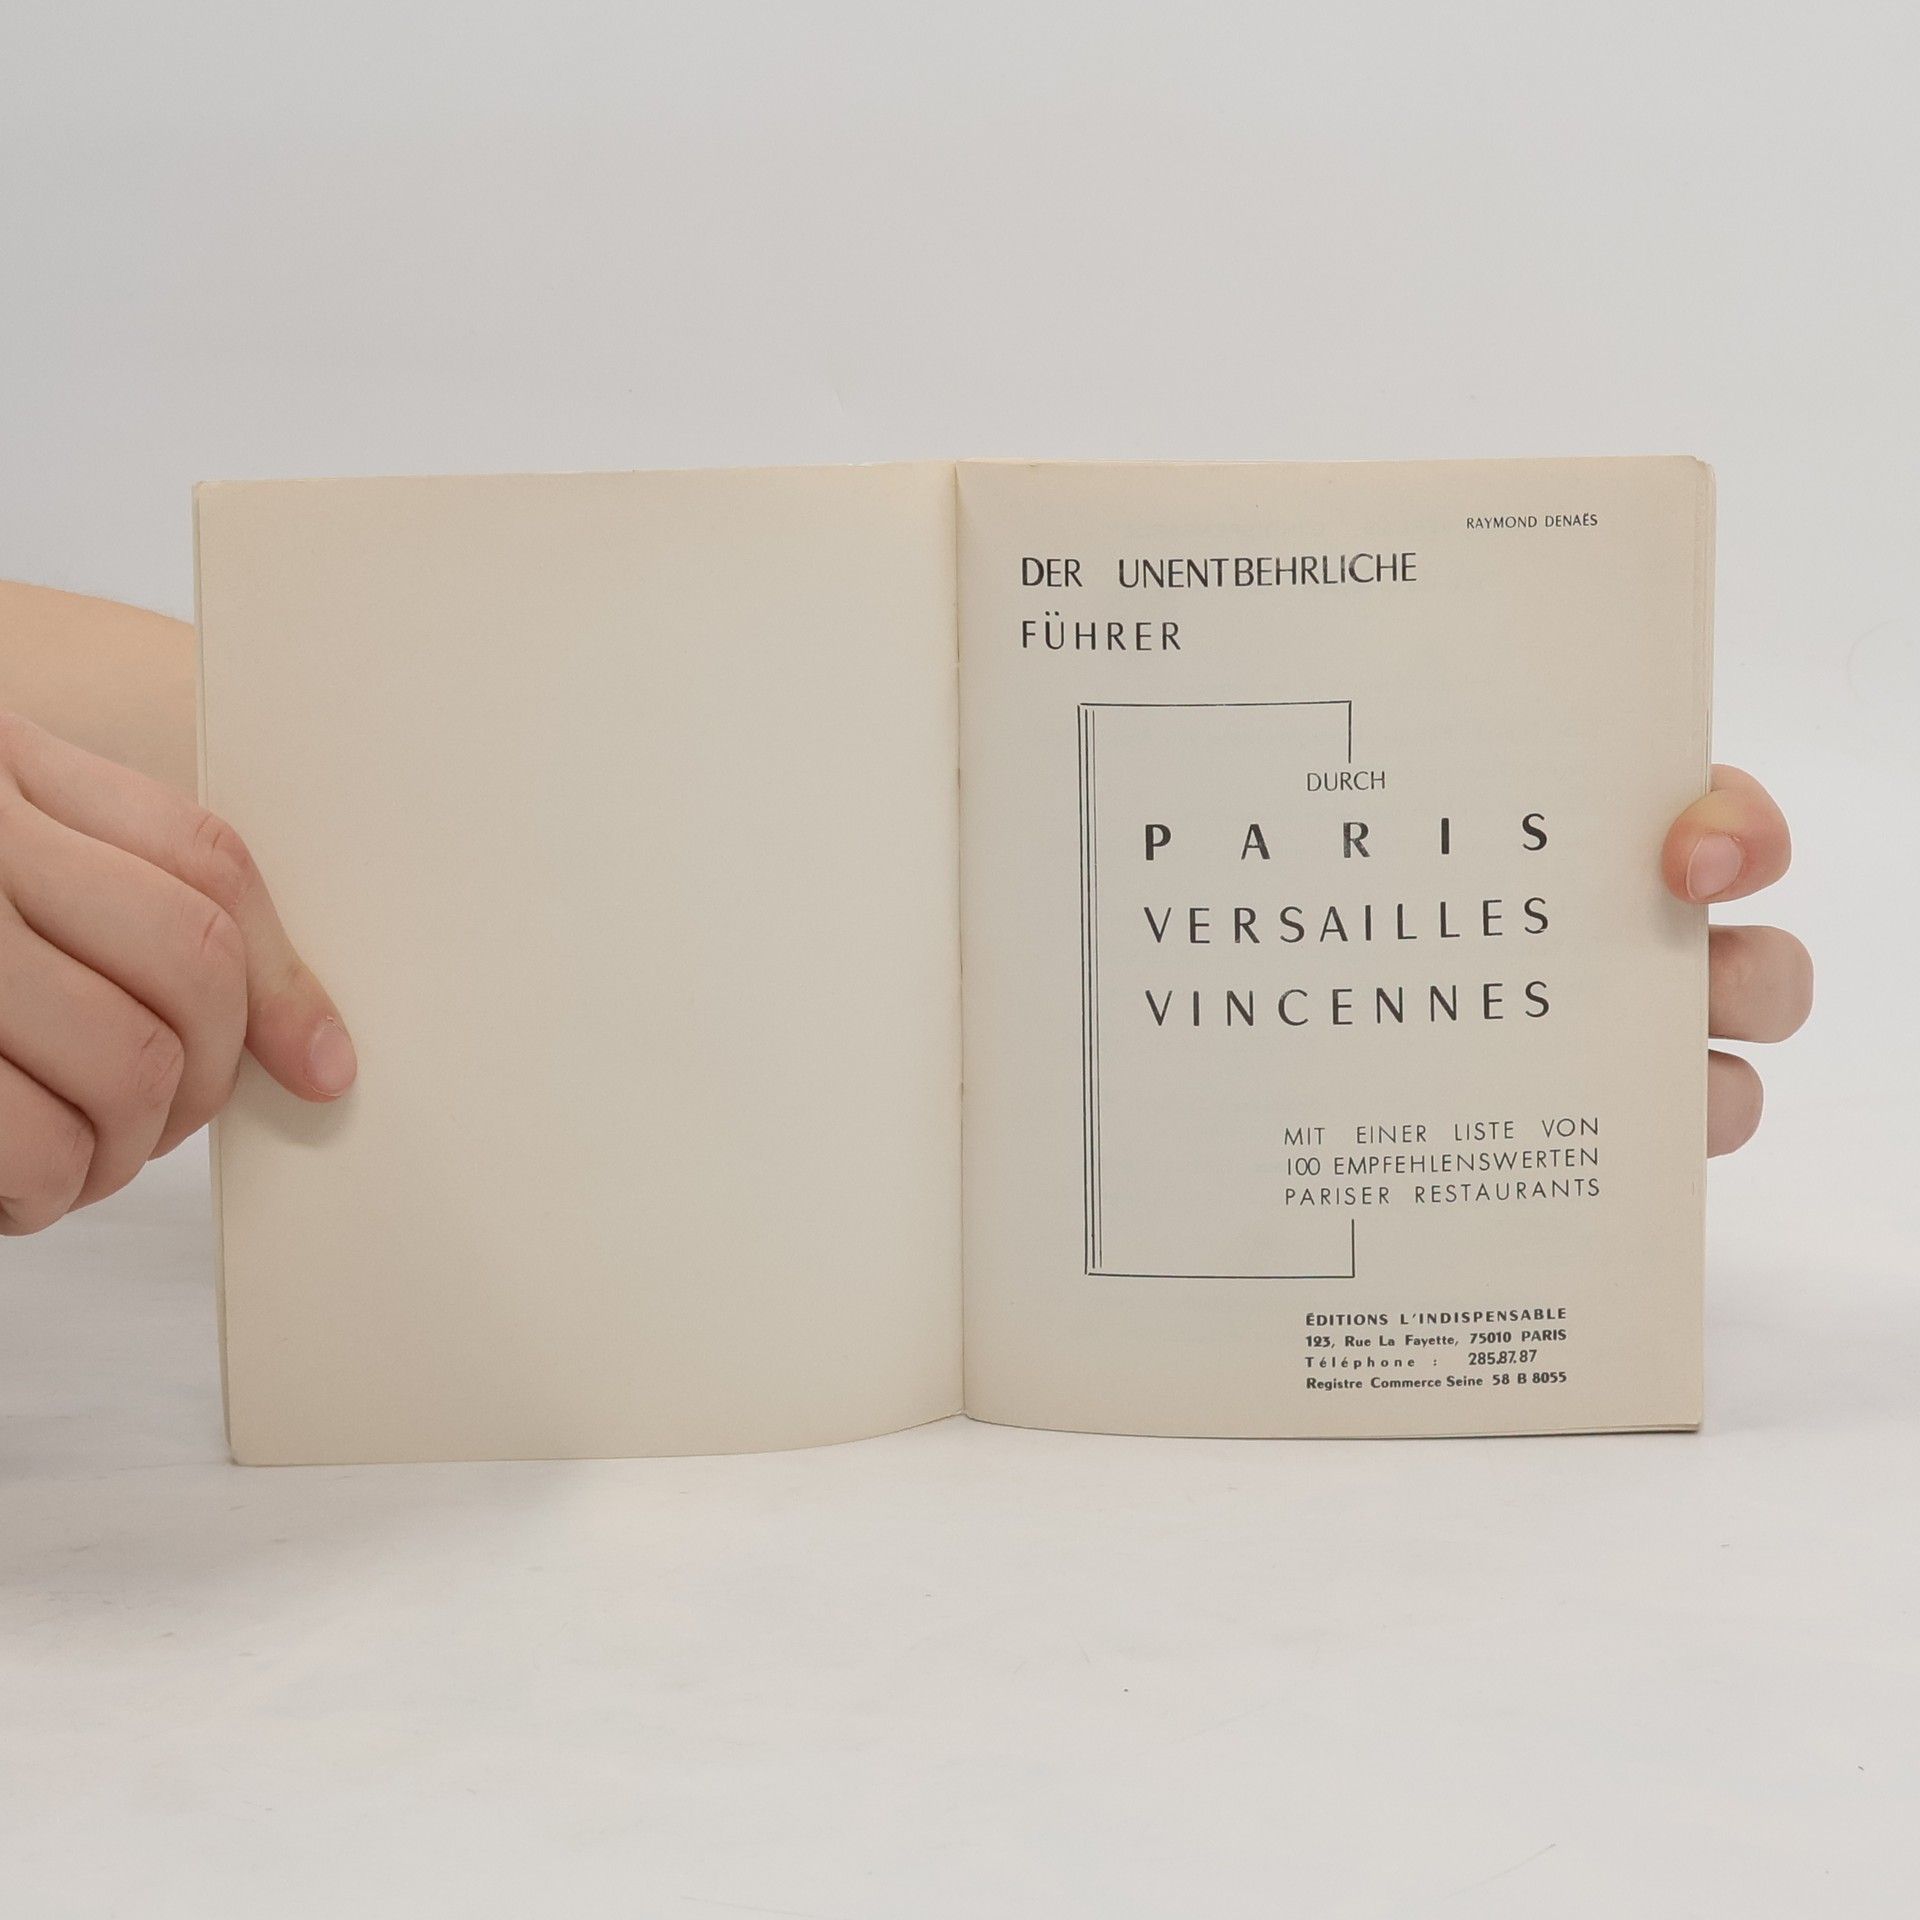 RAYMOND DENAËS
DER UNENTBEHRLICHE
FÜHRER
DURCH
PARIS
VERSAILLES
VINCENNES
MIT EINER LISTE VON
100 EMPFEHLENSWERTEN
PARISER RESTAURANTS
ÉDITIONS L'INDISPENSABLE
123, Rue La Fayette, 75010 PARIS
Téléphone : 285.87.87
Registre Commerce Seine 58 B 8055